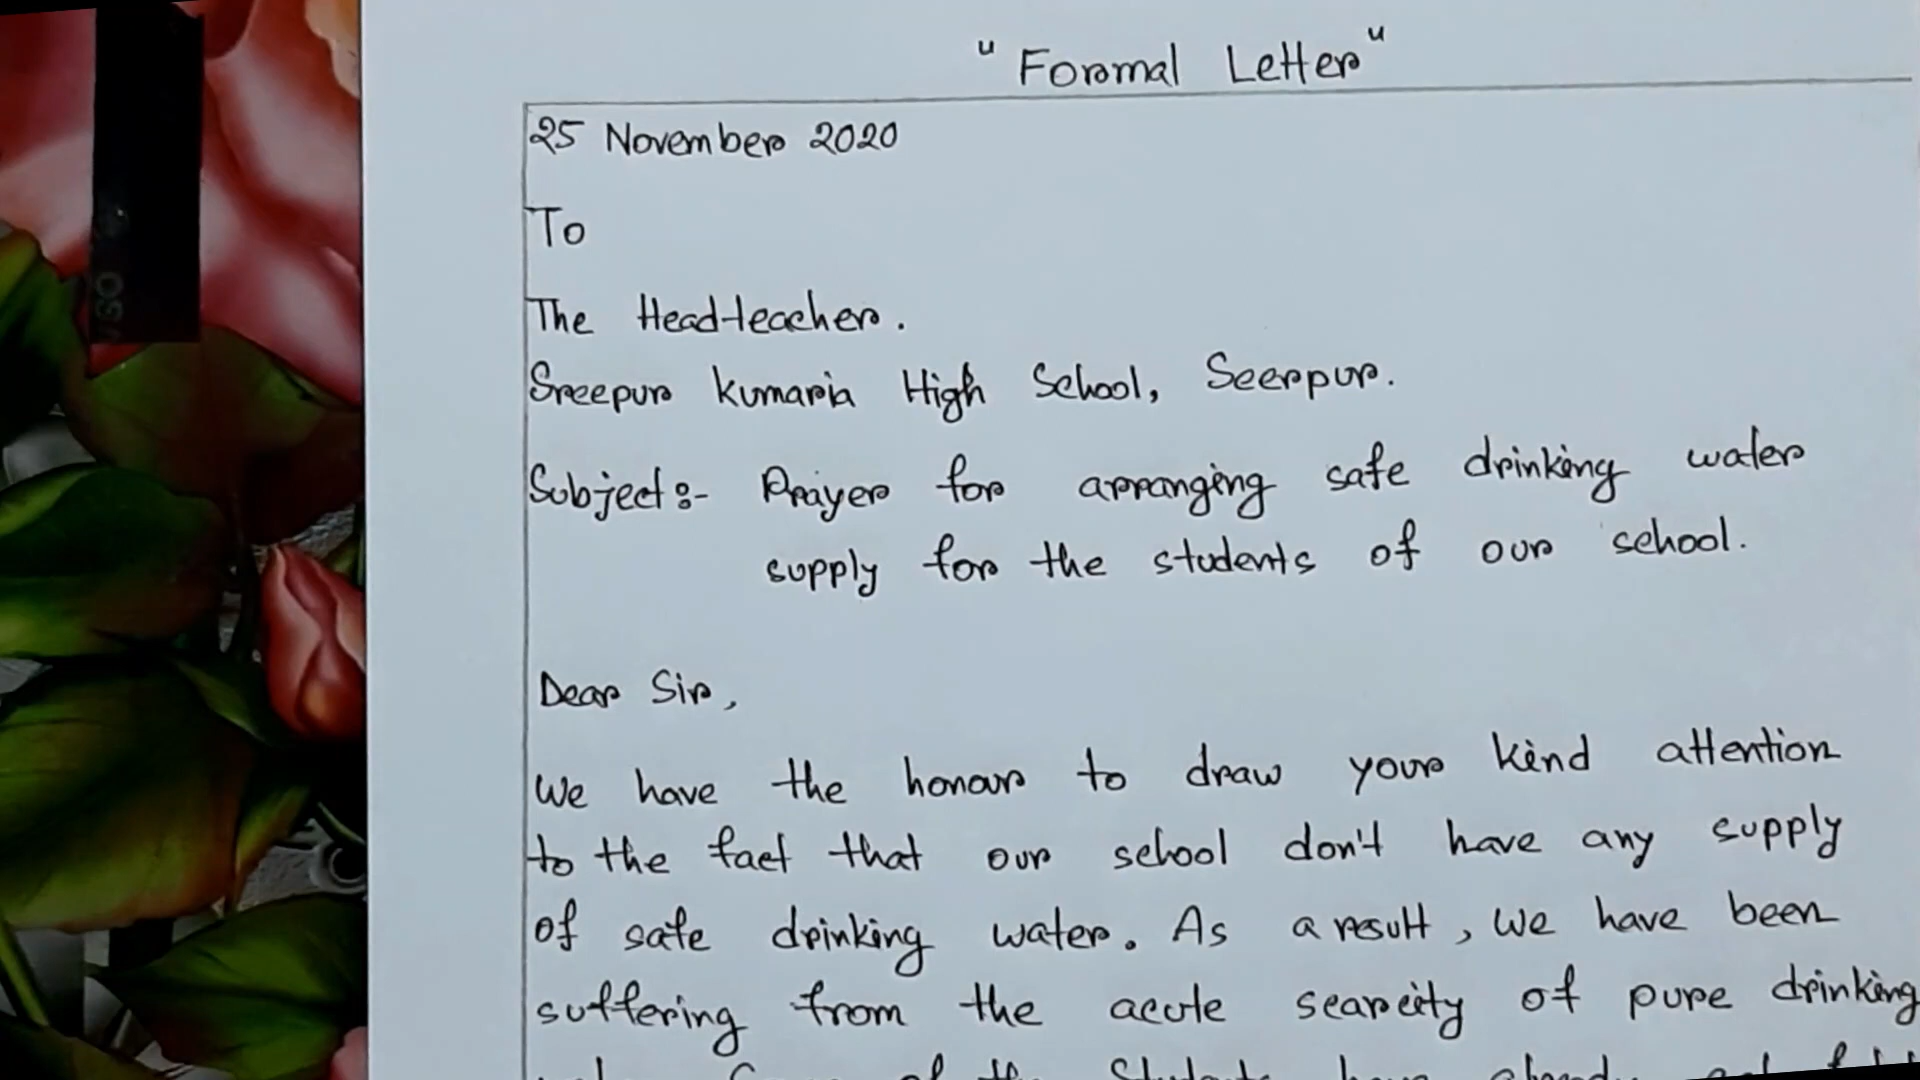 "Formal Letter"
25 November 2020
To
The Headteacher.
Sreepur Kumaria High School, Seerpur.
Subject:- Prayer for arranging safe drinking water
supply for the students of our school.
Dear Sir,
We have the honour to draw your kind attention
to the fact that our school don't have any supply
of safe drinking water. As a result, we have been
suffering from the acute scarcity of pure drinking